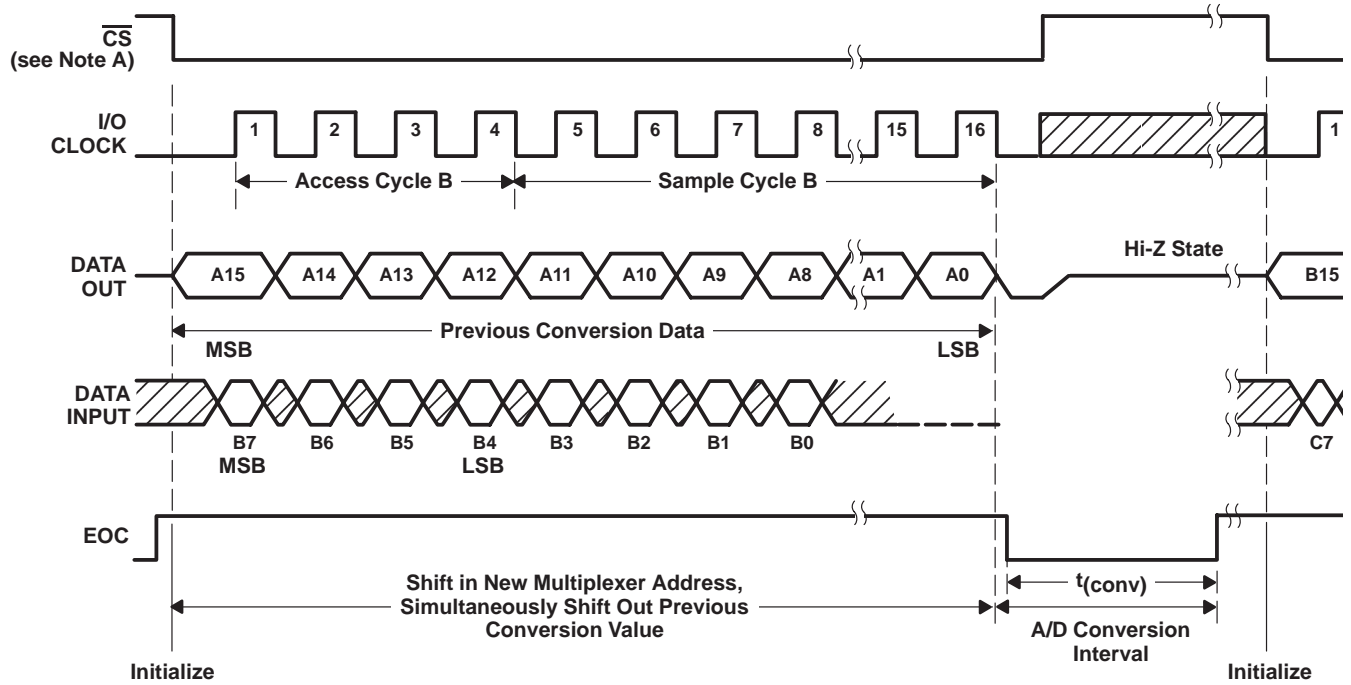 CS
(see Note A)
I/O
CLOCK
1 2 3 4 5 6 7 8 15 16 1
Access Cycle B Sample Cycle B
Hi-Z State
DATA
OUT
A15 A14 A13 A12 A11 A10 A9 A8 A1 A0 B15
Previous Conversion Data
MSB LSB
DATA
INPUT
B7 B6 B5 B4 B3 B2 B1 B0 C7
MSB LSB
EOC
Shift in New Multiplexer Address,
Simultaneously Shift Out Previous
Conversion Value
t(conv)
A/D Conversion
Interval
Initialize Initialize